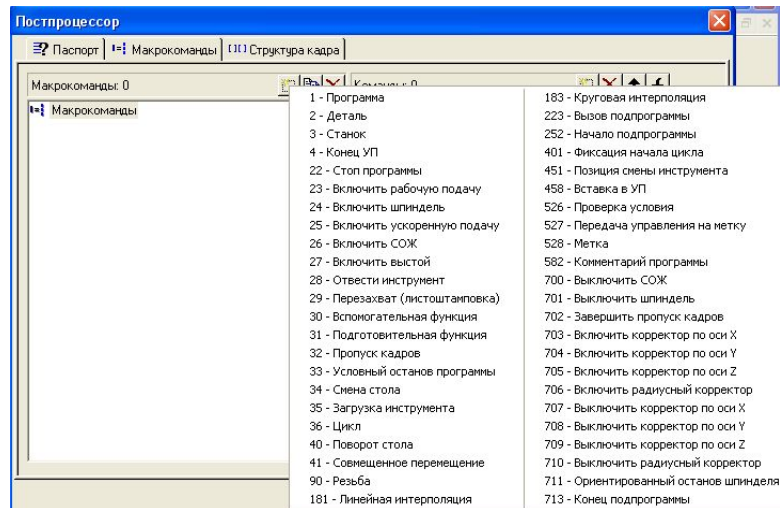 Постпроцессор
Паспорт Макрокоманды Структура кадра
Макрокоманды: 0 Команды: 0
Макрокоманды
1 - Программа
2 - Деталь
3 - Станок
4 - Конец УП
22 - Стоп программы
23 - Включить рабочую подачу
24 - Включить шпиндель
25 - Включить ускоренную подачу
26 - Включить СОЖ
27 - Включить выстой
28 - Отвести инструмент
29 - Перезахват (листоштамповка)
30 - Вспомогательная функция
31 - Подготовительная функция
32 - Пропуск кадров
33 - Условный останов программы
34 - Смена стола
35 - Загрузка инструмента
36 - Цикл
40 - Поворот стола
41 - Совмещенное перемещение
90 - Резьба
181 - Линейная интерполяция
183 - Круговая интерполяция
223 - Вызов подпрограммы
252 - Начало подпрограммы
401 - Фиксация начала цикла
451 - Позиция смены инструмента
458 - Вставка в УП
526 - Проверка условия
527 - Передача управления на метку
528 - Метка
582 - Комментарий программы
700 - Выключить СОЖ
701 - Выключить шпиндель
702 - Завершить пропуск кадров
703 - Включить корректор по оси X
704 - Включить корректор по оси Y
705 - Включить корректор по оси Z
706 - Включить радиусный корректор
707 - Выключить корректор по оси X
708 - Выключить корректор по оси Y
709 - Выключить корректор по оси Z
710 - Выключить радиусный корректор
711 - Ориентированный останов шпинделя
713 - Конец подпрограммы